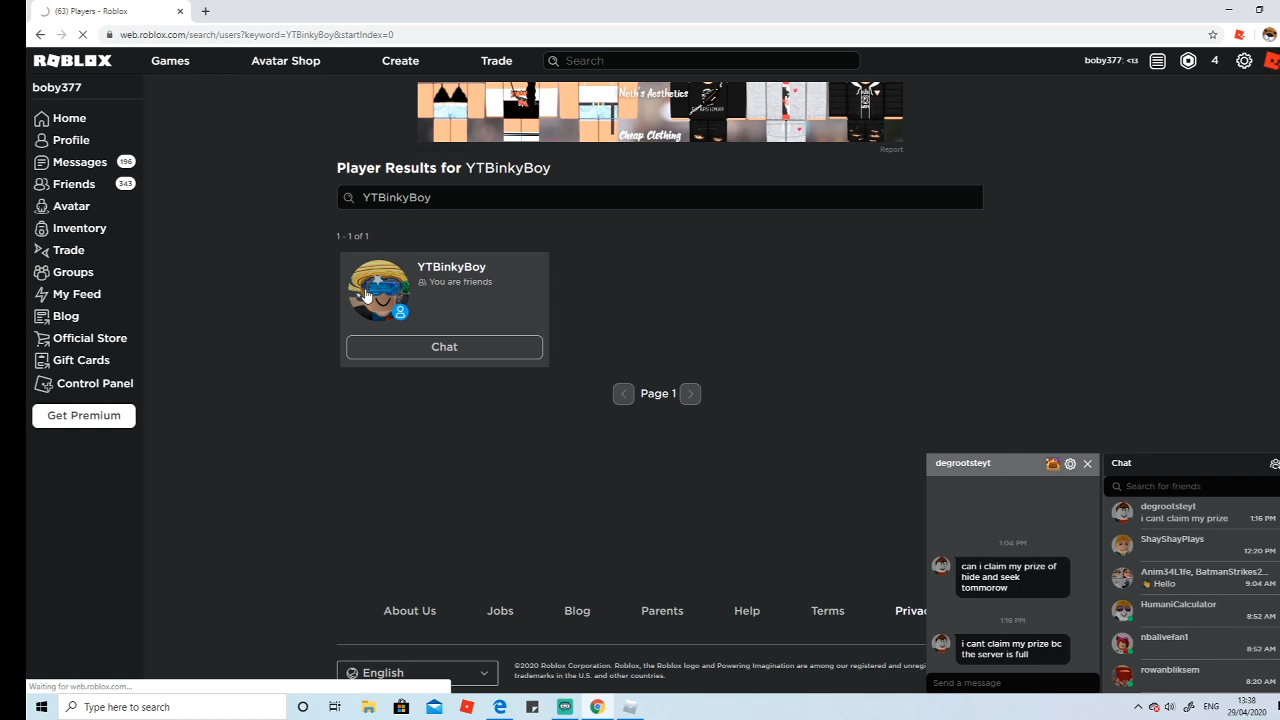 (63) Players - Roblox
web.roblox.com/search/users?keyword=YTBinkyBoy&startIndex=0
ROBLOX
Games
Avatar Shop
Create
Trade
Search
boby377: <13
4
boby377
Home
Profile
Messages 196
Friends 343
Avatar
Inventory
Trade
Groups
My Feed
Blog
Official Store
Gift Cards
Control Panel
Get Premium
Neth's Aesthetics
Cheap Clothing
Report
Player Results for YTBinkyBoy
YTBinkyBoy
1 - 1 of 1
YTBinkyBoy
You are friends
Chat
Page 1
About Us
Jobs
Blog
Parents
Help
Terms
Priva
English
©2020 Roblox Corporation. Roblox, the Roblox logo and Powering Imagination are among our registered and unregi
trademarks in the U.S. and other countries.
degrootsteyt
1:04 PM
can i claim my prize of
hide and seek
tommorow
1:16 PM
i cant claim my prize bc
the server is full
Send a message
Chat
Search for friends
degrootsteyt
i cant claim my prize 1:16 PM
ShayShayPlays
12:20 PM
Anim34L1fe, BatmanStrikes2...
Hello 9:04 AM
HumaniCalculator
8:52 AM
nbalivefan1
8:52 AM
rowanbliksem
8:20 AM
Waiting for web.roblox.com...
Type here to search
13:38
29/04/2020